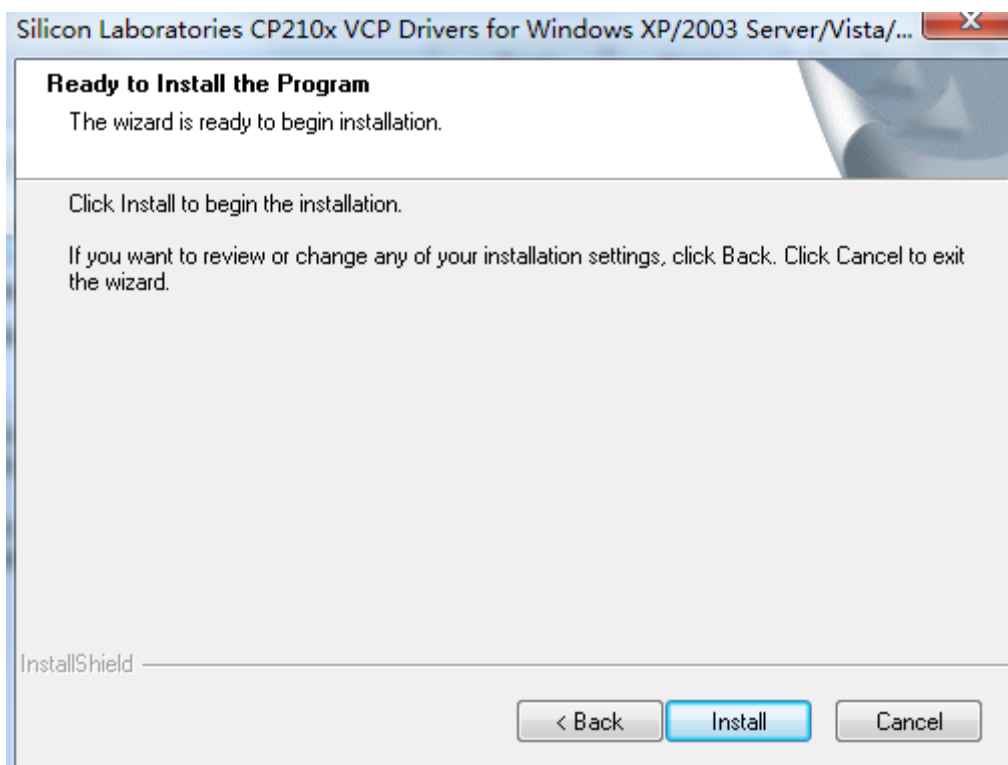 Silicon Laboratories CP210x VCP Drivers for Windows XP/2003 Server/Vista/...
Ready to Install the Program
The wizard is ready to begin installation.
Click Install to begin the installation.
If you want to review or change any of your installation settings, click Back. Click Cancel to exit
the wizard.
InstallShield
< Back
Install
Cancel